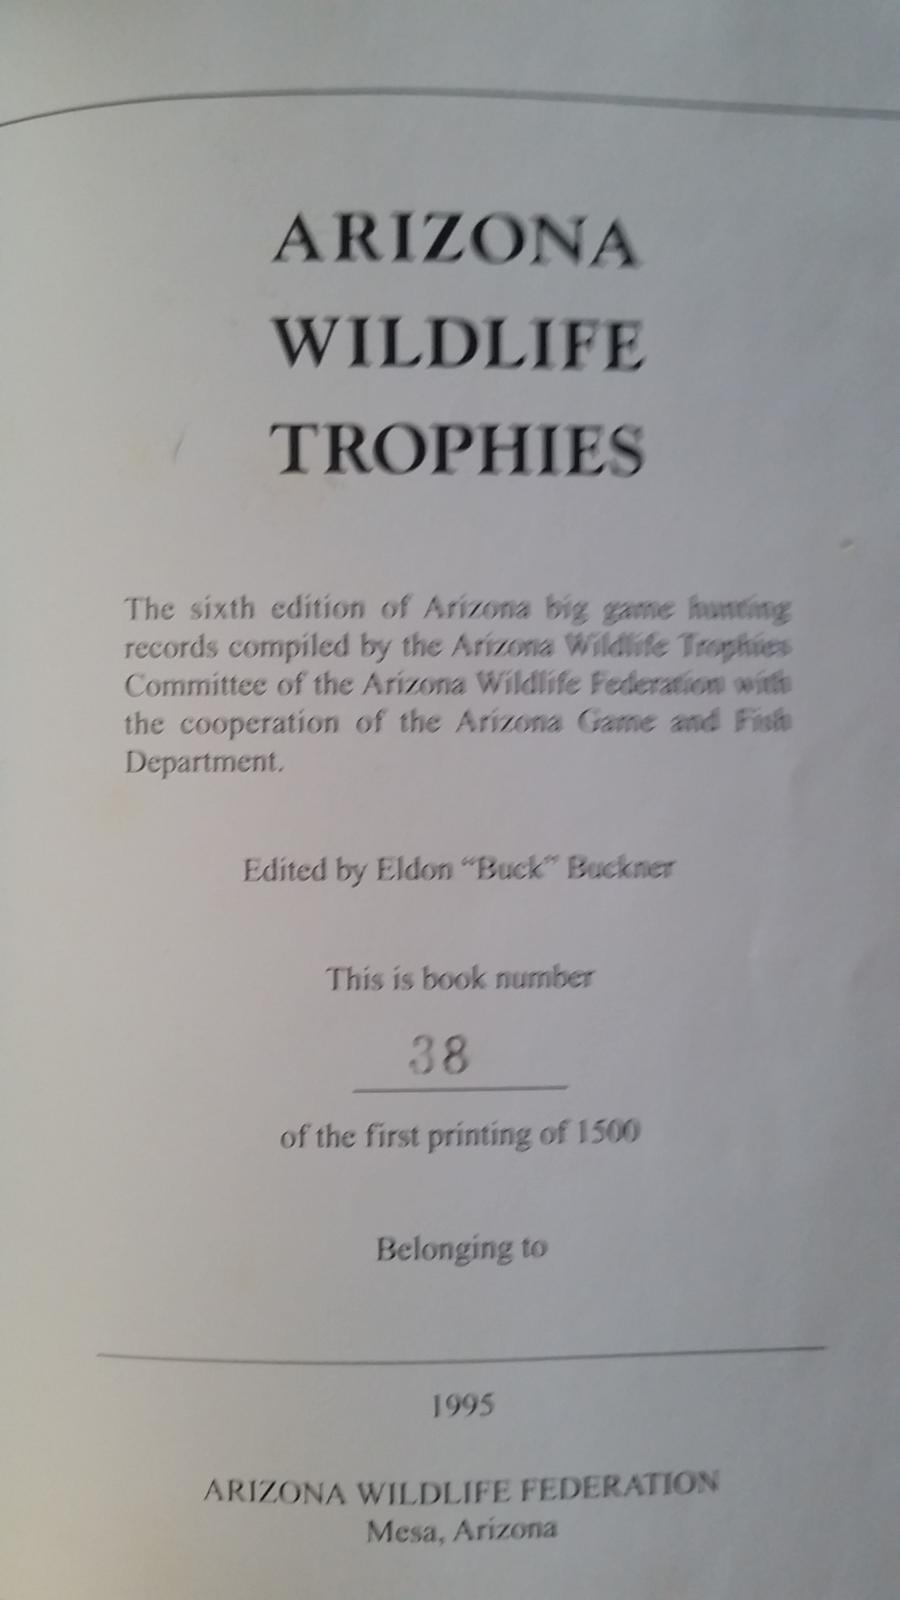 ARIZONA
WILDLIFE
TROPHIES
The sixth edition of Arizona big game hunting
records compiled by the Arizona Wildlife Trophies
Committee of the Arizona Wildlife Federation with
the cooperation of the Arizona Game and Fish
Department.
Edited by Eldon “Buck” Buckner
This is book number
38
of the first printing of 1500
Belonging to
1995
ARIZONA WILDLIFE FEDERATION
Mesa, Arizona